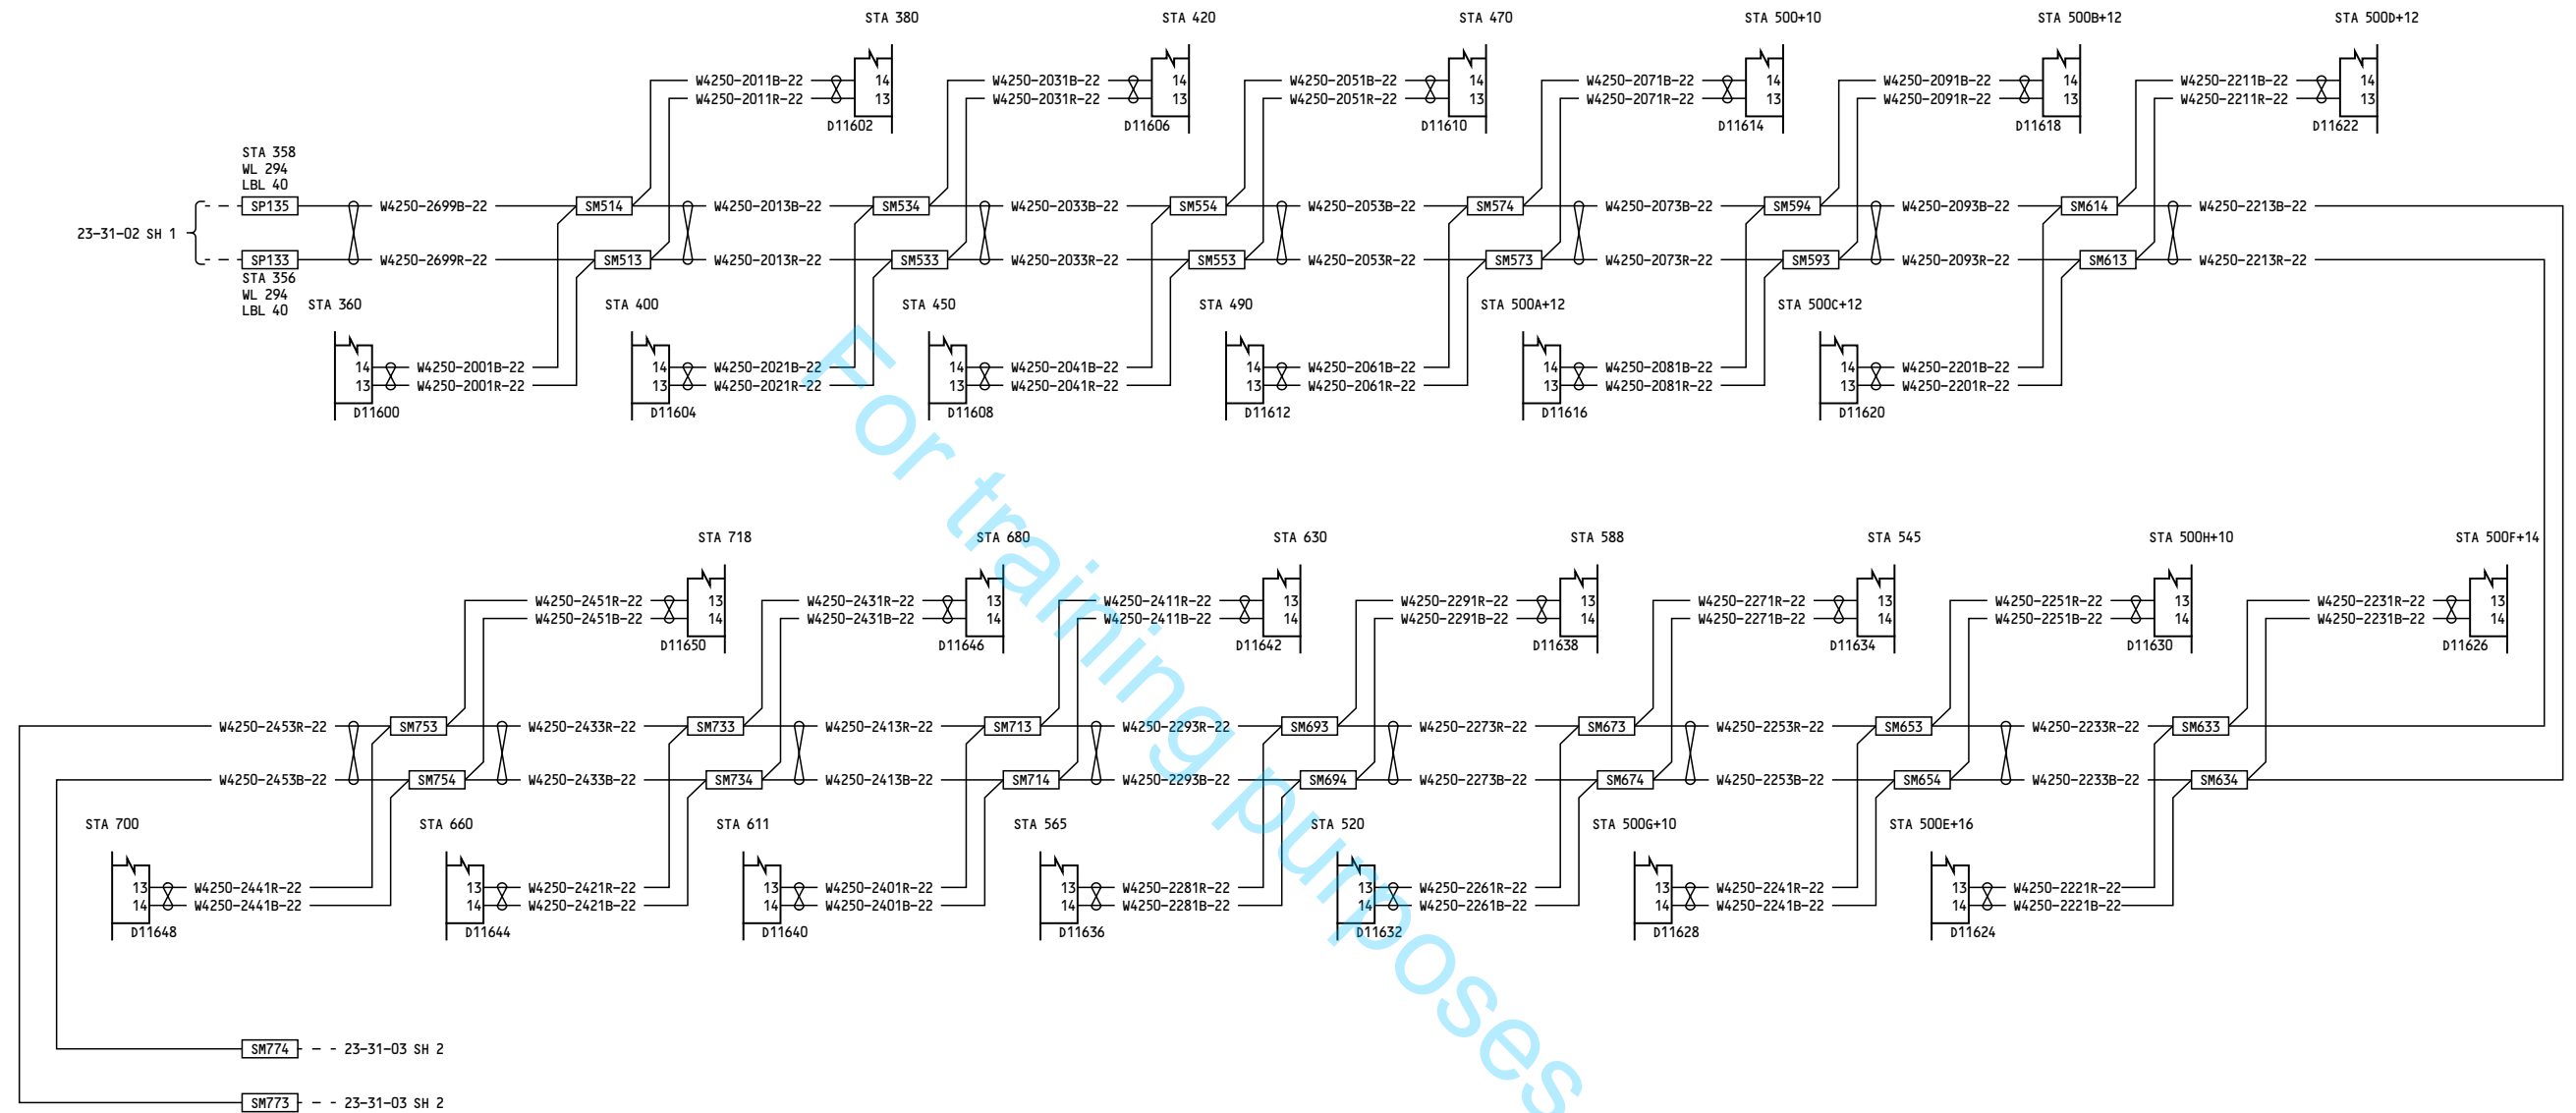 STA 380 STA 420 STA 470 STA 500+10 STA 500B+12 STA 500D+12
W4250-2011B-22 14 W4250-2031B-22 14 W4250-2051B-22 14 W4250-2071B-22 14 W4250-2091B-22 14 W4250-2211B-22 14
W4250-2011R-22 13 W4250-2031R-22 13 W4250-2051R-22 13 W4250-2071R-22 13 W4250-2091R-22 13 W4250-2211R-22 13
D11602 D11606 D11610 D11614 D11618 D11622
STA 358
WL 294
LBL 40
SP135 W4250-2699B-22 SM514 W4250-2013B-22 SM534 W4250-2033B-22 SM554 W4250-2053B-22 SM574 W4250-2073B-22 SM594 W4250-2093B-22 SM614 W4250-2213B-22
23-31-02 SH 1
SP133 W4250-2699R-22 SM513 W4250-2013R-22 SM533 W4250-2033R-22 SM553 W4250-2053R-22 SM573 W4250-2073R-22 SM593 W4250-2093R-22 SM613 W4250-2213R-22
STA 356
WL 294
LBL 40
STA 360 STA 400 STA 450 STA 490 STA 500A+12 STA 500C+12
14 W4250-2001B-22 14 W4250-2021B-22 14 W4250-2041B-22 14 W4250-2061B-22 14 W4250-2081B-22 14 W4250-2201B-22
13 W4250-2001R-22 13 W4250-2021R-22 13 W4250-2041R-22 13 W4250-2061R-22 13 W4250-2081R-22 13 W4250-2201R-22
D11600 D11604 D11608 D11612 D11616 D11620
For training purposes
STA 718 STA 680 STA 630 STA 588 STA 545 STA 500H+10 STA 500F+14
W4250-2451R-22 13 W4250-2431R-22 13 W4250-2411R-22 13 W4250-2291R-22 13 W4250-2271R-22 13 W4250-2251R-22 13 W4250-2231R-22 13
W4250-2451B-22 14 W4250-2431B-22 14 W4250-2411B-22 14 W4250-2291B-22 14 W4250-2271B-22 14 W4250-2251B-22 14 W4250-2231B-22 14
D11650 D11646 D11642 D11638 D11634 D11630 D11626
W4250-2453R-22 SM753 W4250-2433R-22 SM733 W4250-2413R-22 SM713 W4250-2293R-22 SM693 W4250-2273R-22 SM673 W4250-2253R-22 SM653 W4250-2233R-22 SM633
W4250-2453B-22 SM754 W4250-2433B-22 SM734 W4250-2413B-22 SM714 W4250-2293B-22 SM694 W4250-2273B-22 SM674 W4250-2253B-22 SM654 W4250-2233B-22 SM634
STA 700 STA 660 STA 611 STA 565 STA 520 STA 500G+10 STA 500E+16
13 W4250-2441R-22 13 W4250-2421R-22 13 W4250-2401R-22 13 W4250-2281R-22 13 W4250-2261R-22 13 W4250-2241R-22 13 W4250-2221R-22
14 W4250-2441B-22 14 W4250-2421B-22 14 W4250-2401B-22 14 W4250-2281B-22 14 W4250-2261B-22 14 W4250-2241B-22 14 W4250-2221B-22
D11648 D11644 D11640 D11636 D11632 D11628 D11624
SM774 23-31-03 SH 2
SM773 23-31-03 SH 2